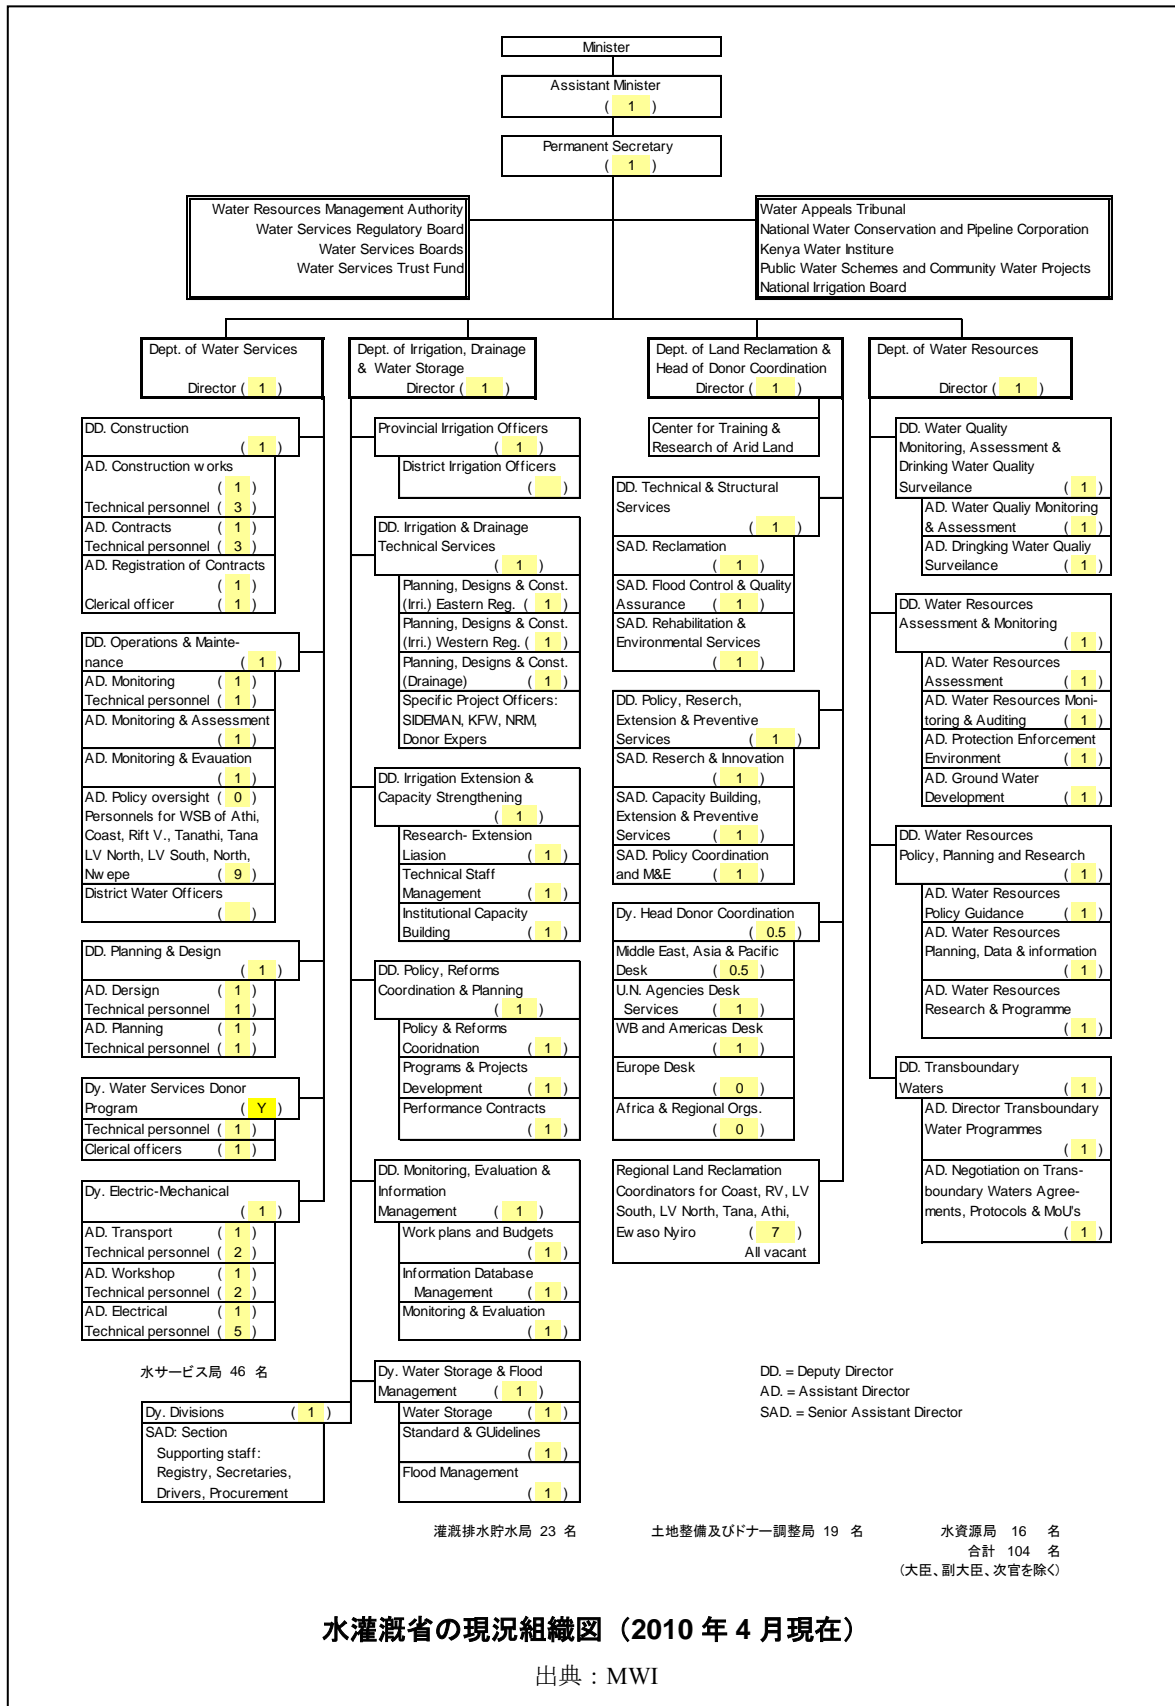 Minister
Assistant Minister
( 1 )
Permanent Secretary
( 1 )
Water Resources Management Authority
Water Services Regulatory Board
Water Services Boards
Water Services Trust Fund
Water Appeals Tribunal
National Water Conservation and Pipeline Corporation
Kenya Water Institure
Public Water Schemes and Community Water Projects
National Irrigation Board
Dept. of Water Services
Director ( 1 )
DD. Construction
( 1 )
AD. Construction works
( 1 )
Technical personnel ( 3 )
AD. Contracts ( 1 )
Technical personnel ( 3 )
AD. Registration of Contracts
( 1 )
Clerical officer ( 1 )
DD. Operations & Mainte-
nance ( 1 )
AD. Monitoring ( 1 )
Technical personnel ( 1 )
AD. Monitoring & Assessment
( 1 )
AD. Monitoring & Evauation
( 1 )
AD. Policy oversight ( 0 )
Personnels for WSB of Athi,
Coast, Rift V., Tanathi, Tana
LV North, LV South, North,
Nwepe ( 9 )
District Water Officers
( )
DD. Planning & Design
( 1 )
AD. Dersign ( 1 )
Technical personnel 1 )
AD. Planning ( 1 )
Technical personnel ( 1 )
Dy. Water Services Donor
Program ( Y )
Technical personnel ( 1 )
Clerical officers ( 1 )
Dy. Electric-Mechanical
( 1 )
AD. Transport ( 1 )
Technical personnel ( 2 )
AD. Workshop ( 1 )
Technical personnel ( 2 )
AD. Electrical ( 1 )
Technical personnel ( 5 )
水サービス局 46 名
Dy. Divisions ( 1 )
SAD: Section
Supporting staff:
Registry, Secretaries,
Drivers, Procurement
Dept. of Irrigation, Drainage
& Water Storage
Director ( 1 )
Provincial Irrigation Officers
( 1 )
District Irrigation Officers
( )
DD. Irrigation & Drainage
Technical Services
( 1 )
Planning, Designs & Const.
(Irri.) Eastern Reg. ( 1 )
Planning, Designs & Const.
(Irri.) Western Reg. ( 1 )
Planning, Designs & Const.
(Drainage) ( 1 )
Specific Project Officers:
SIDEMAN, KFW, NRM,
Donor Expers
DD. Irrigation Extension &
Capacity Strengthening
( 1 )
Research- Extension
Liasion ( 1 )
Technical Staff
Management ( 1 )
Institutional Capacity
Building ( 1 )
DD. Policy, Reforms
Coordination & Planning
( 1 )
Policy & Reforms
Cooridnation ( 1 )
Programs & Projects
Development ( 1 )
Performance Contracts
( 1 )
DD. Monitoring, Evaluation &
Information
Management ( 1 )
Work plans and Budgets
( 1 )
Information Database
Management ( 1 )
Monitoring & Evaluation
( 1 )
Dy. Water Storage & Flood
Management ( 1 )
Water Storage ( 1 )
Standard & GUidelines
( 1 )
Flood Management
( 1 )
Dept. of Land Reclamation &
Head of Donor Coordination
Director ( 1 )
Center for Training &
Research of Arid Land
DD. Technical & Structural
Services
( 1 )
SAD. Reclamation
( 1 )
SAD. Flood Control & Quality
Assurance ( 1 )
SAD. Rehabilitation &
Environmental Services
( 1 )
DD. Policy, Reserch,
Extension & Preventive
Services ( 1 )
SAD. Reserch & Innovation
( 1 )
SAD. Capacity Building,
Extension & Preventive
Services ( 1 )
SAD. Policy Coordination
and M&E ( 1 )
Dy. Head Donor Coordination
( 0.5 )
Middle East, Asia & Pacific
Desk ( 0.5 )
U.N. Agencies Desk
Services ( 1 )
WB and Americas Desk
( 1 )
Europe Desk
( 0 )
Africa & Regional Orgs.
( 0 )
Regional Land Reclamation
Coordinators for Coast, RV, LV
South, LV North, Tana, Athi,
Ewaso Nyiro ( 7 )
All vacant
Dept. of Water Resources
Director ( 1 )
DD. Water Quality
Monitoring, Assessment &
Drinking Water Quality
Surveilance ( 1 )
AD. Water Qualiy Monitoring
& Assessment ( 1 )
AD. Dringking Water Qualiy
Surveilance ( 1 )
DD. Water Resources
Assessment & Monitoring
( 1 )
AD. Water Resources
Assessment ( 1 )
AD. Water Resources Moni-
toring & Auditing ( 1 )
AD. Protection Enforcement
Environment ( 1 )
AD. Ground Water
Development ( 1 )
DD. Water Resources
Policy, Planning and Research
( 1 )
AD. Water Resources
Policy Guidance ( 1 )
AD. Water Resources
Planning, Data & information
( 1 )
AD. Water Resources
Research & Programme
( 1 )
DD. Transboundary
Waters ( 1 )
AD. Director Transboundary
Water Programmes
( 1 )
AD. Negotiation on Trans-
boundary Waters Agree-
ments, Protocols & MoU's
( 1 )
DD. = Deputy Director
AD. = Assistant Director
SAD. = Senior Assistant Director
灌漑排水貯水局 23 名
土地整備及びドナー調整局 19 名
水資源局 16 名
合計 104 名
(大臣、副大臣、次官を除く)
水灌漑省の現況組織図（2010 年 4 月現在）
出典：MWI